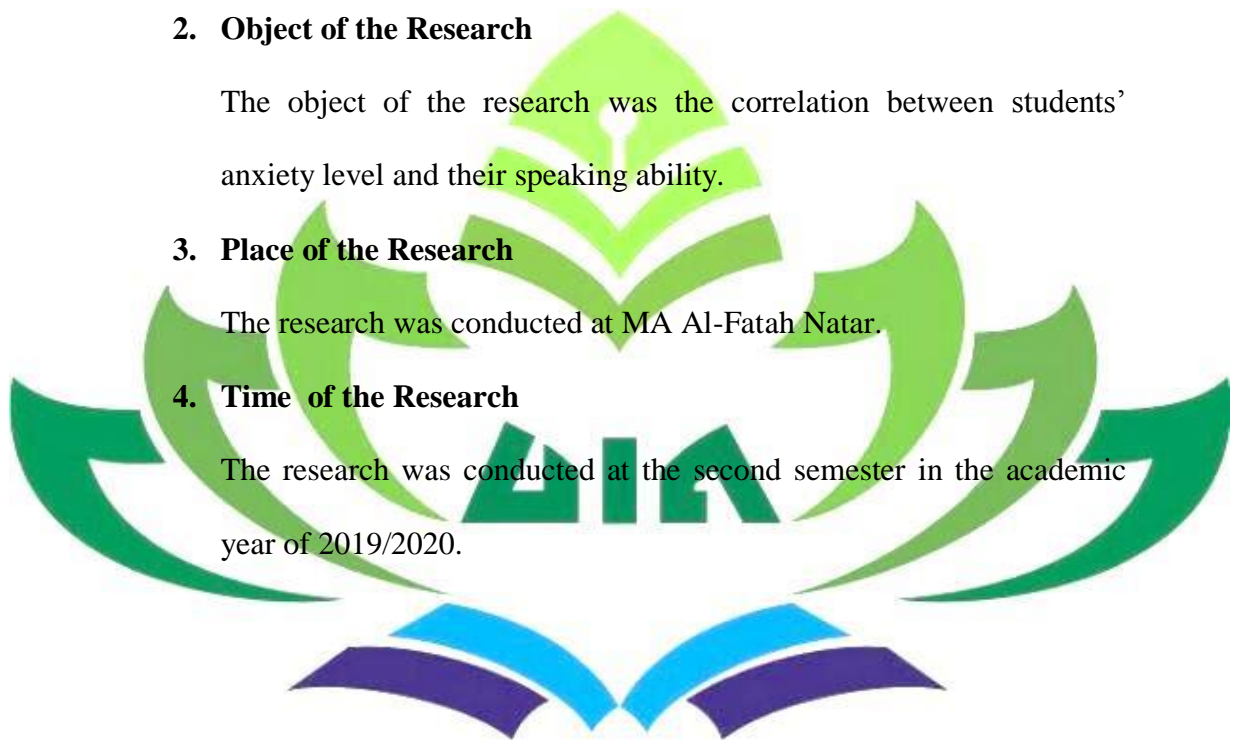 2. Object of the Research
The object of the research was the correlation between students’
anxiety level and their speaking ability.
3. Place of the Research
The research was conducted at MA Al-Fatah Natar.
4. Time of the Research
The research was conducted at the second semester in the academic
year of 2019/2020.